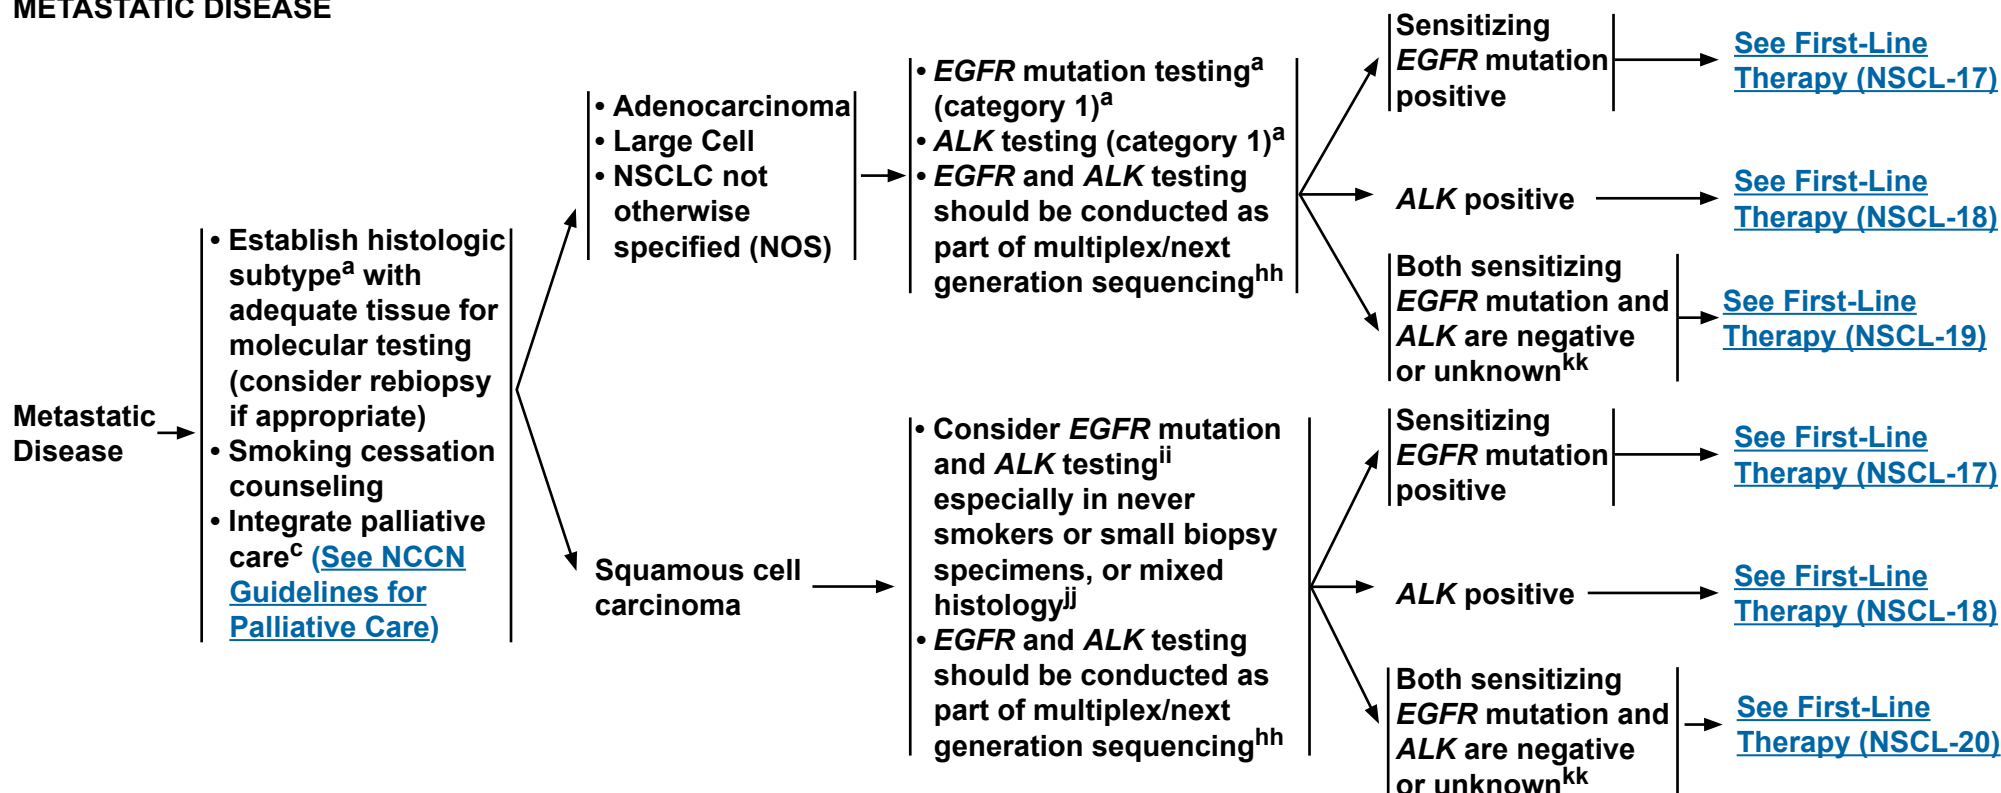 METASTATIC DISEASE
Metastatic
Disease
• Establish histologic
subtypeᵃ with
adequate tissue for
molecular testing
(consider rebiopsy
if appropriate)
• Smoking cessation
counseling
• Integrate palliative
careᶜ (See NCCN
Guidelines for
Palliative Care)
• Adenocarcinoma
• Large Cell
• NSCLC not
otherwise
specified (NOS)
• EGFR mutation testingᵃ
(category 1)ᵃ
• ALK testing (category 1)ᵃ
• EGFR and ALK testing
should be conducted as
part of multiplex/next
generation sequencingʰʰ
Sensitizing
EGFR mutation
positive
See First-Line
Therapy (NSCL-17)
ALK positive
See First-Line
Therapy (NSCL-18)
Both sensitizing
EGFR mutation and
ALK are negative
or unknownᵏᵏ
See First-Line
Therapy (NSCL-19)
Squamous cell
carcinoma
• Consider EGFR mutation
and ALK testingⁱⁱ
especially in never
smokers or small biopsy
specimens, or mixed
histologyʲʲ
• EGFR and ALK testing
should be conducted as
part of multiplex/next
generation sequencingʰʰ
Sensitizing
EGFR mutation
positive
See First-Line
Therapy (NSCL-17)
ALK positive
See First-Line
Therapy (NSCL-18)
Both sensitizing
EGFR mutation and
ALK are negative
or unknownᵏᵏ
See First-Line
Therapy (NSCL-20)